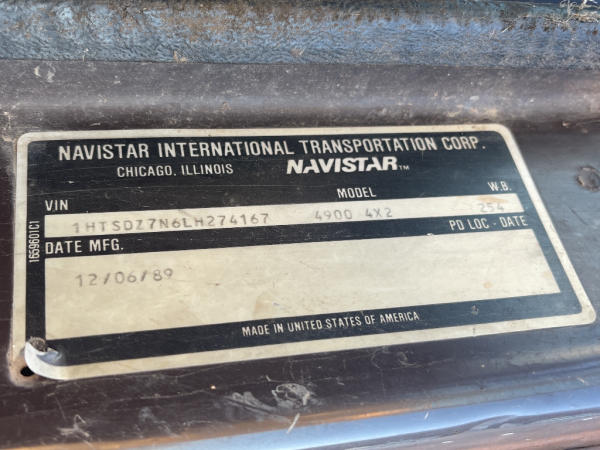 NAVISTAR INTERNATIONAL TRANSPORTATION CORP.
CHICAGO, ILLINOIS NAVISTAR™
VIN MODEL W.B.
1HTSDZ7N6LH274167 4900 4X2 254
DATE MFG. PD LOC - DATE
12/06/89
MADE IN UNITED STATES OF AMERICA
1659601C1